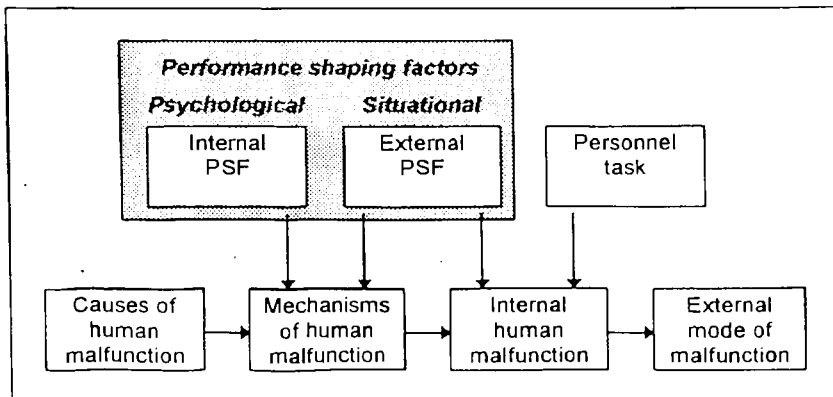 Performance shaping factors
Psychological
Situational
Internal
PSF
External
PSF
Personnel
task
Causes of
human
malfunction
Mechanisms
of human
malfunction
Internal
human
malfunction
External
mode of
malfunction